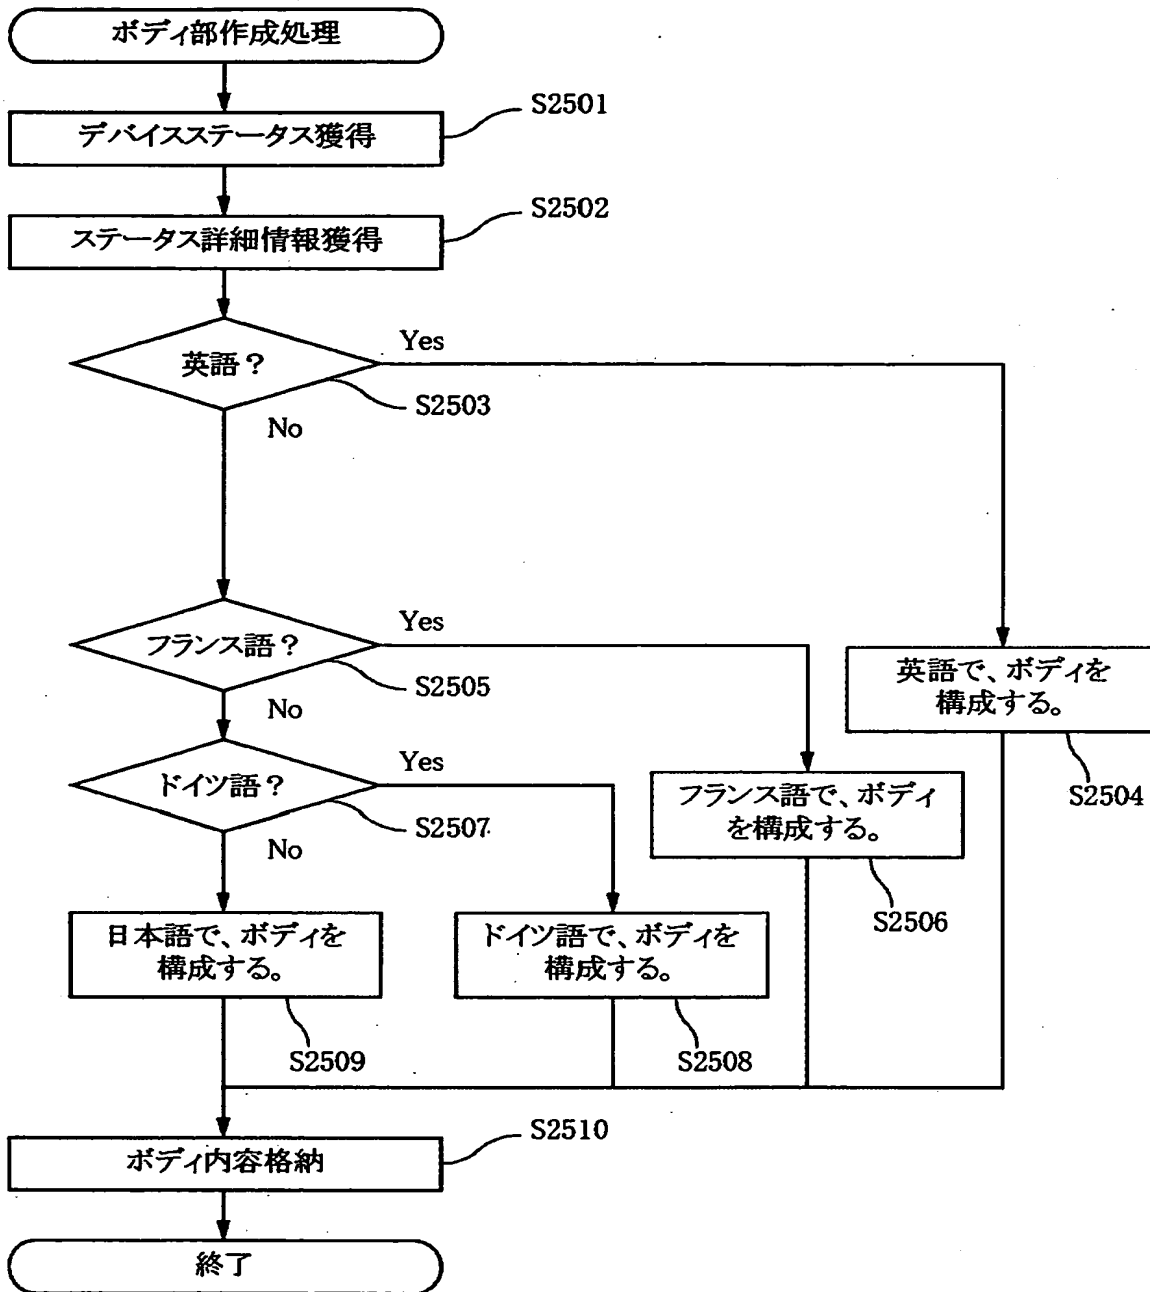 ボディ部作成処理
S2501
デバイスステータス獲得
S2502
ステータス詳細情報獲得
Yes
英語?
S2503
No
Yes
フランス語?
S2505
No
英語で、ボディを
構成する。
S2504
Yes
ドイツ語?
S2507
No
フランス語で、ボディ
を構成する。
S2506
日本語で、ボディを
構成する。
S2509
ドイツ語で、ボディを
構成する。
S2508
S2510
ボディ内容格納
終了